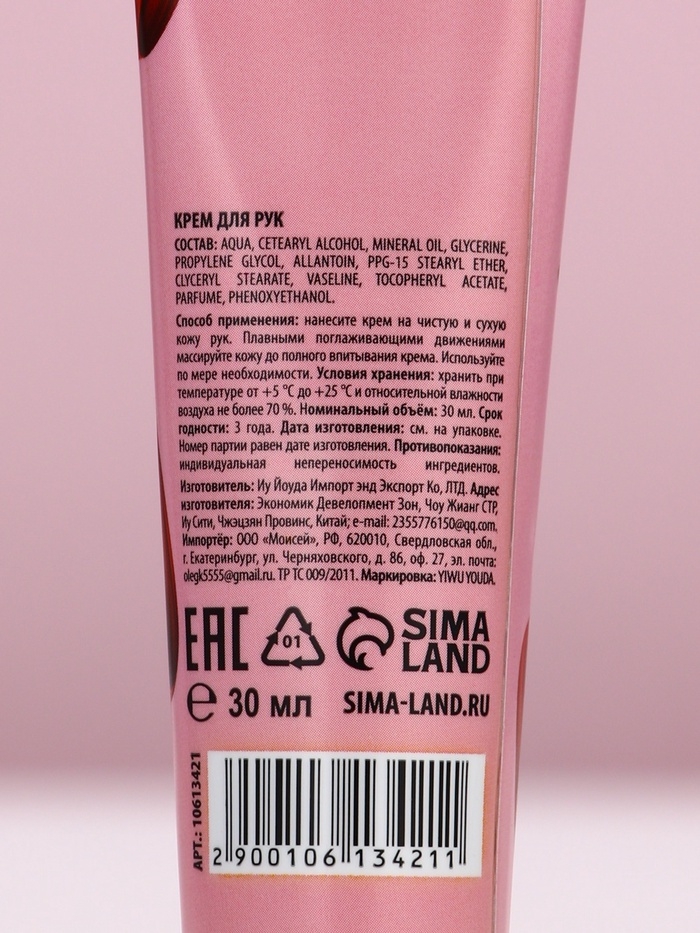 КРЕМ ДЛЯ РУК
СОСТАВ: AQUA, CETEARYL ALCOHOL, MINERAL OIL, GLYCERINE,
PROPYLENE GLYCOL, ALLANTOIN, PPG-15 STEARYL ETHER,
CLYCERYL STEARATE, VASELINE, TOCOPHERYL ACETATE,
PARFUME, PHENOXYETHANOL.
Способ применения: нанесите крем на чистую и сухую
кожу рук. Плавными поглаживающими движениями
массируйте кожу до полного впитывания крема. Используйте
по мере необходимости. Условия хранения: хранить при
температуре от +5 °С до +25 °С и относительной влажности
воздуха не более 70 %. Номинальный объём: 30 мл. Срок
годности: 3 года. Дата изготовления: см. на упаковке.
Номер партии равен дате изготовления. Противопоказания:
индивидуальная непереносимость ингредиентов.
Изготовитель: Иу Йоуда Импорт энд Экспорт Ко, ЛТД. Адрес
изготовителя: Экономик Девелопмент Зон, Чоу Жианг СТР,
Иу Сити, Чжэцзян Провинс, Китай; e-mail: 2355776150@qq.com.
Импортёр: ООО «Моисей», РФ, 620010, Свердловская обл.,
г. Екатеринбург, ул. Черняховского, д. 86, оф. 27, эл. почта:
olegk5555@gmail.ru. ТР ТС 009/2011. Маркировка: YIWU YOUDA.
EAC 01 SIMA
LAND
e 30 мл SIMA-LAND.RU
АРТ.: 10613421
2 900106 134211